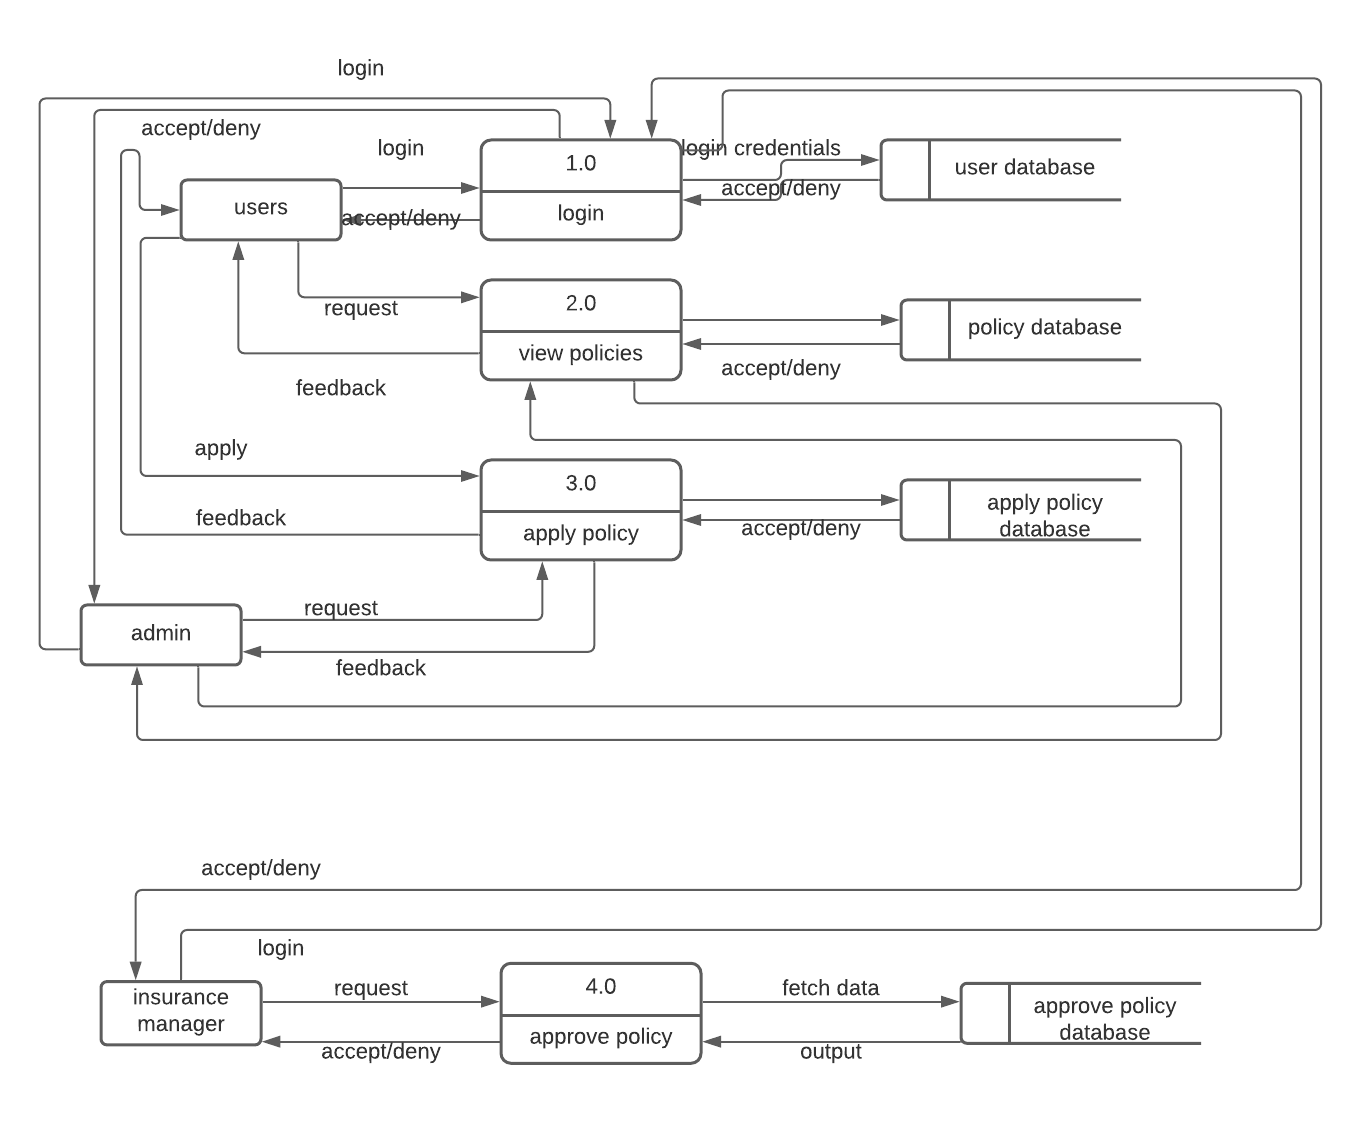 login
accept/deny
login
1.0
login credentials
user database
accept/deny
users
accept/deny
login
request
2.0
view policies
policy database
accept/deny
feedback
apply
3.0
apply policy
apply policy
database
accept/deny
feedback
request
admin
feedback
accept/deny
login
insurance
manager
request
4.0
approve policy
fetch data
approve policy
database
accept/deny
output